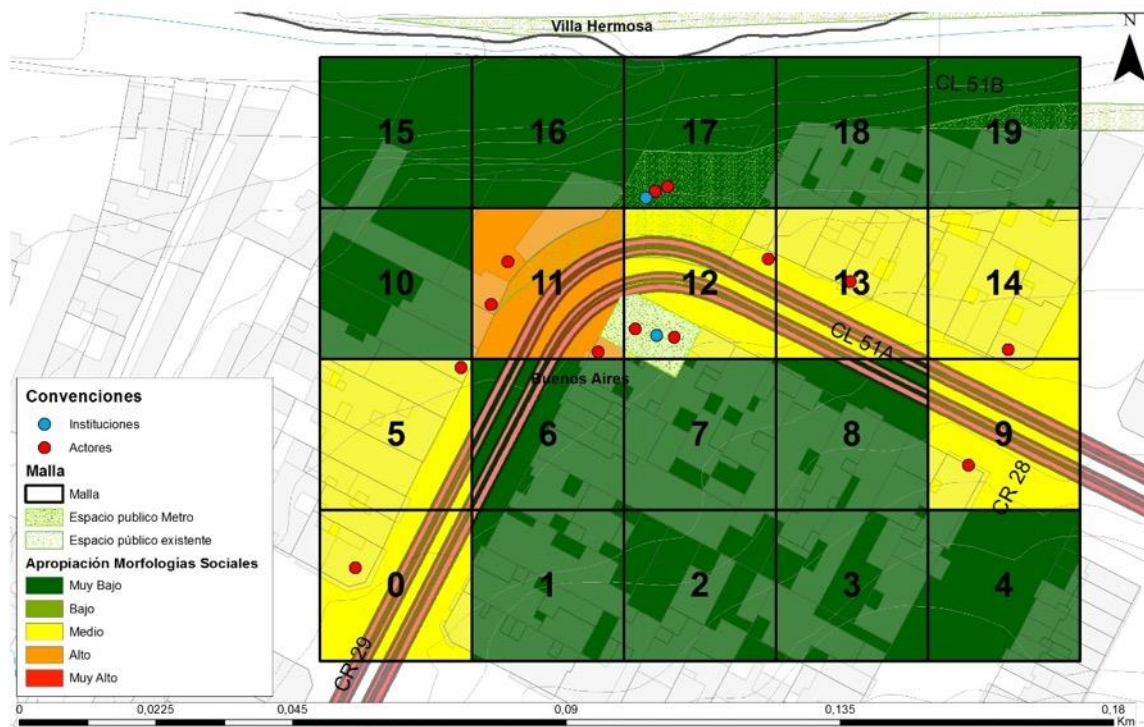 Villa Hermosa
N
CL 51B
15
16
17
18
19
10
11
12
13
14
CL 51A
Buenos Aires
5
6
7
8
9
CR 28
0
1
2
3
4
CR 29
Convenciones
Instituciones
Actores
Malla
Malla
Espacio publico Metro
Espacio público existente
Apropiación Morfologías Sociales
Muy Bajo
Bajo
Medio
Alto
Muy Alto
0 0,0225 0,045 0,09 0,135 0,18
Km